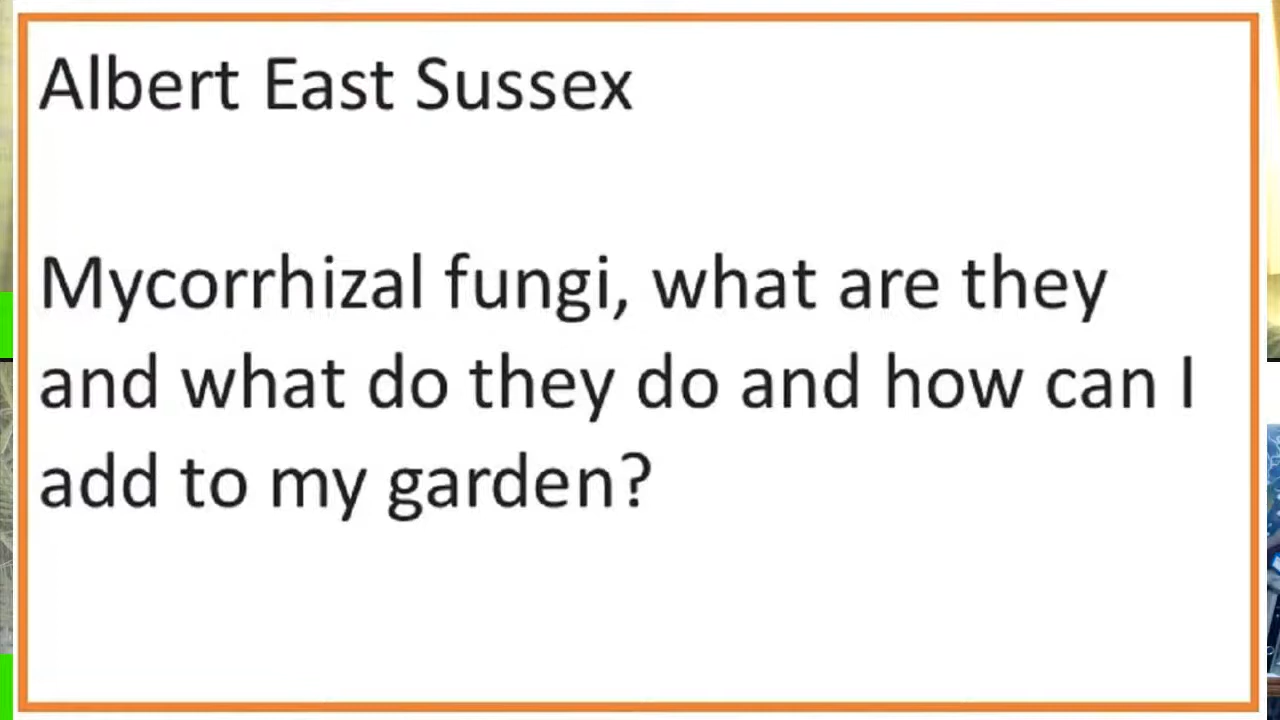 Albert East Sussex
Mycorrhizal fungi, what are they
and what do they do and how can I
add to my garden?